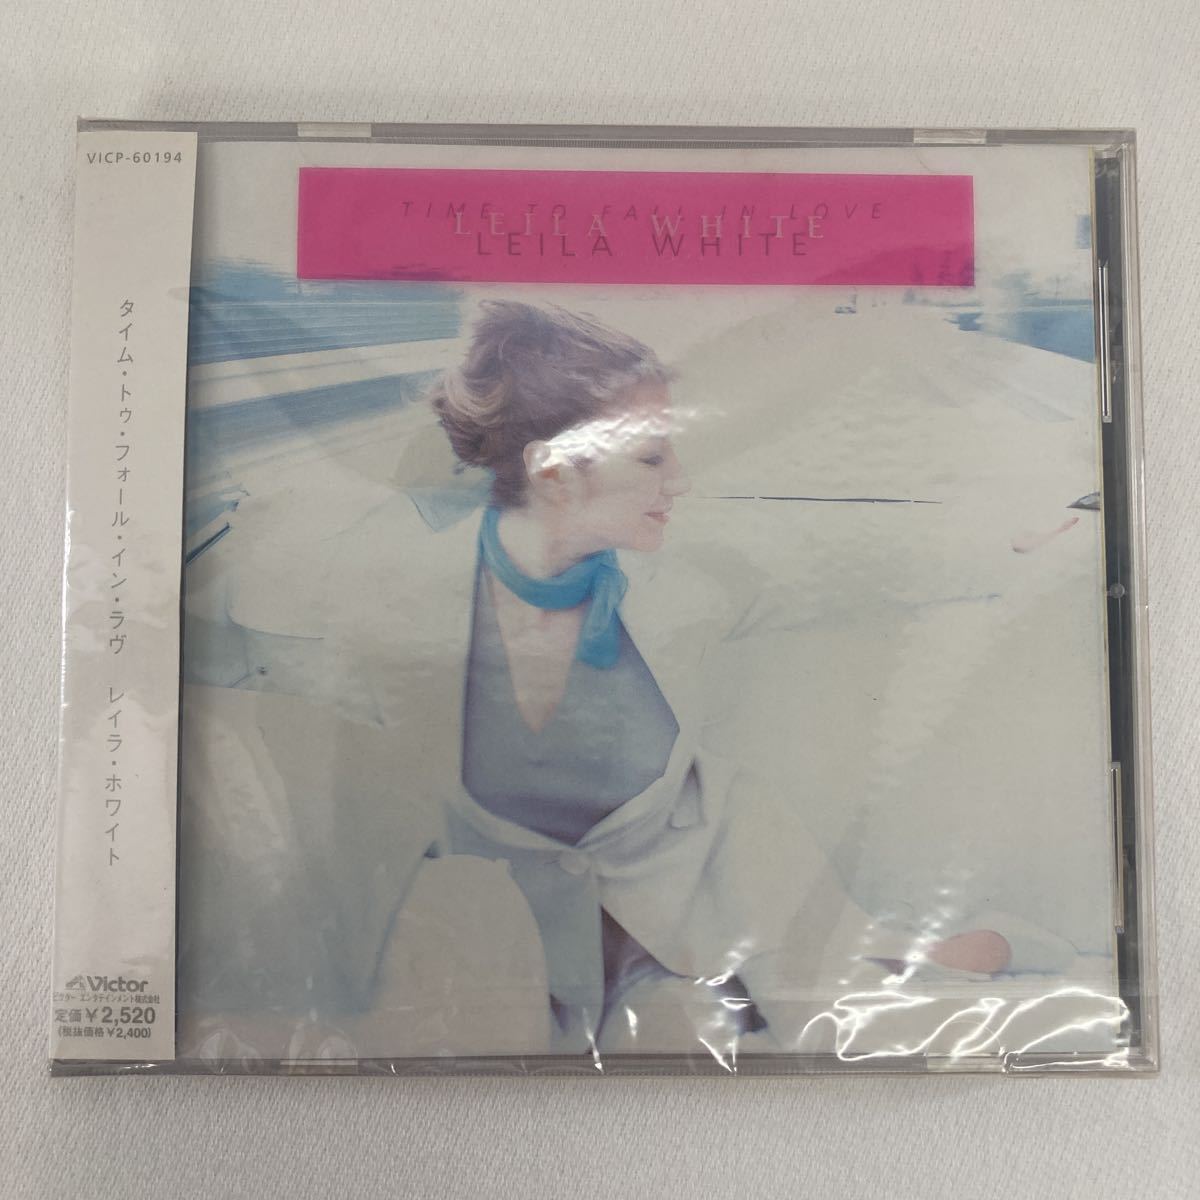 VICP-60194
タイム・トゥ・フォール・イン・ラヴ レイラ・ホワイト
Victor
ビクター エンタテインメント株式会社
定価￥2,520
(税抜価格￥2,400)
TIME TO FALL IN LOVE
LEILA WHITE
LEILA WHITE